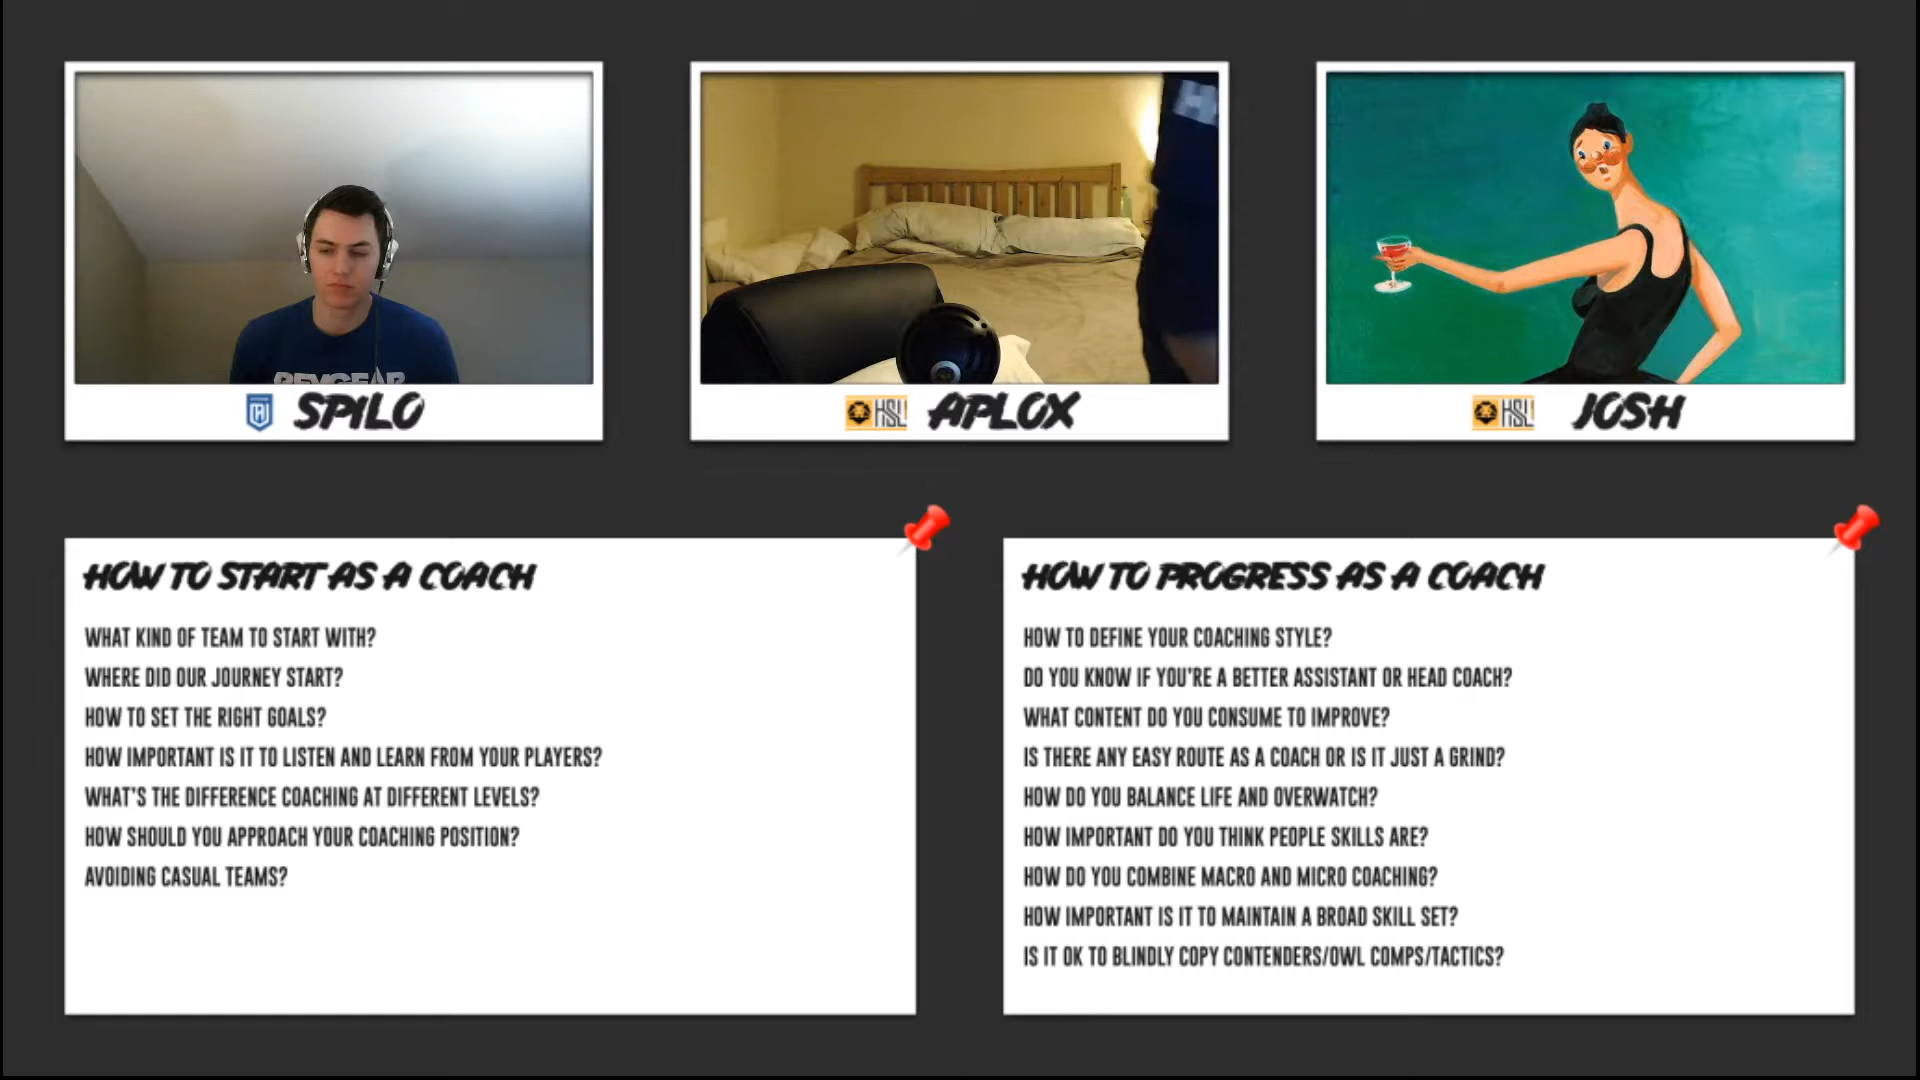 REVGEAR
SPILO
HSL APLOX
HSL JOSH
HOW TO START AS A COACH
WHAT KIND OF TEAM TO START WITH?
WHERE DID OUR JOURNEY START?
HOW TO SET THE RIGHT GOALS?
HOW IMPORTANT IS IT TO LISTEN AND LEARN FROM YOUR PLAYERS?
WHAT'S THE DIFFERENCE COACHING AT DIFFERENT LEVELS?
HOW SHOULD YOU APPROACH YOUR COACHING POSITION?
AVOIDING CASUAL TEAMS?
HOW TO PROGRESS AS A COACH
HOW TO DEFINE YOUR COACHING STYLE?
DO YOU KNOW IF YOU'RE A BETTER ASSISTANT OR HEAD COACH?
WHAT CONTENT DO YOU CONSUME TO IMPROVE?
IS THERE ANY EASY ROUTE AS A COACH OR IS IT JUST A GRIND?
HOW DO YOU BALANCE LIFE AND OVERWATCH?
HOW IMPORTANT DO YOU THINK PEOPLE SKILLS ARE?
HOW DO YOU COMBINE MACRO AND MICRO COACHING?
HOW IMPORTANT IS IT TO MAINTAIN A BROAD SKILL SET?
IS IT OK TO BLINDLY COPY CONTENDERS/OWL COMPS/TACTICS?